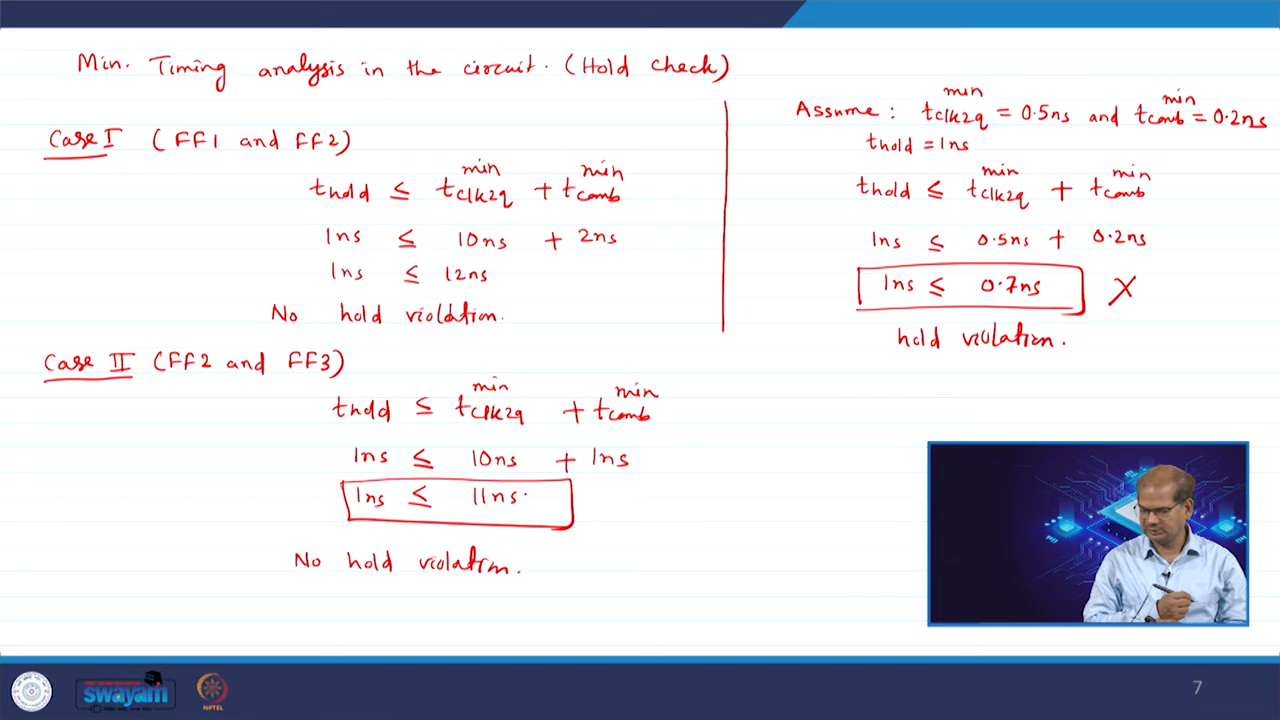 Min. Timing analysis in the circuit. (Hold check)
Case I (FF1 and FF2)
min min
thold ≤ tclk2q + tcomb
1ns ≤ 10ns + 2ns
1ns ≤ 12ns
No hold violation.
Case II (FF2 and FF3)
min min
thold ≤ tclk2q + tcomb
1ns ≤ 10ns + 1ns
1ns ≤ 11ns.
No hold violation.
min min
Assume: tclk2q = 0.5ns and tcomb = 0.2ns
thold = 1ns
min min
thold ≤ tclk2q + tcomb
1ns ≤ 0.5ns + 0.2ns
1ns ≤ 0.7ns X
hold violation.
swayam
NPTEL
7